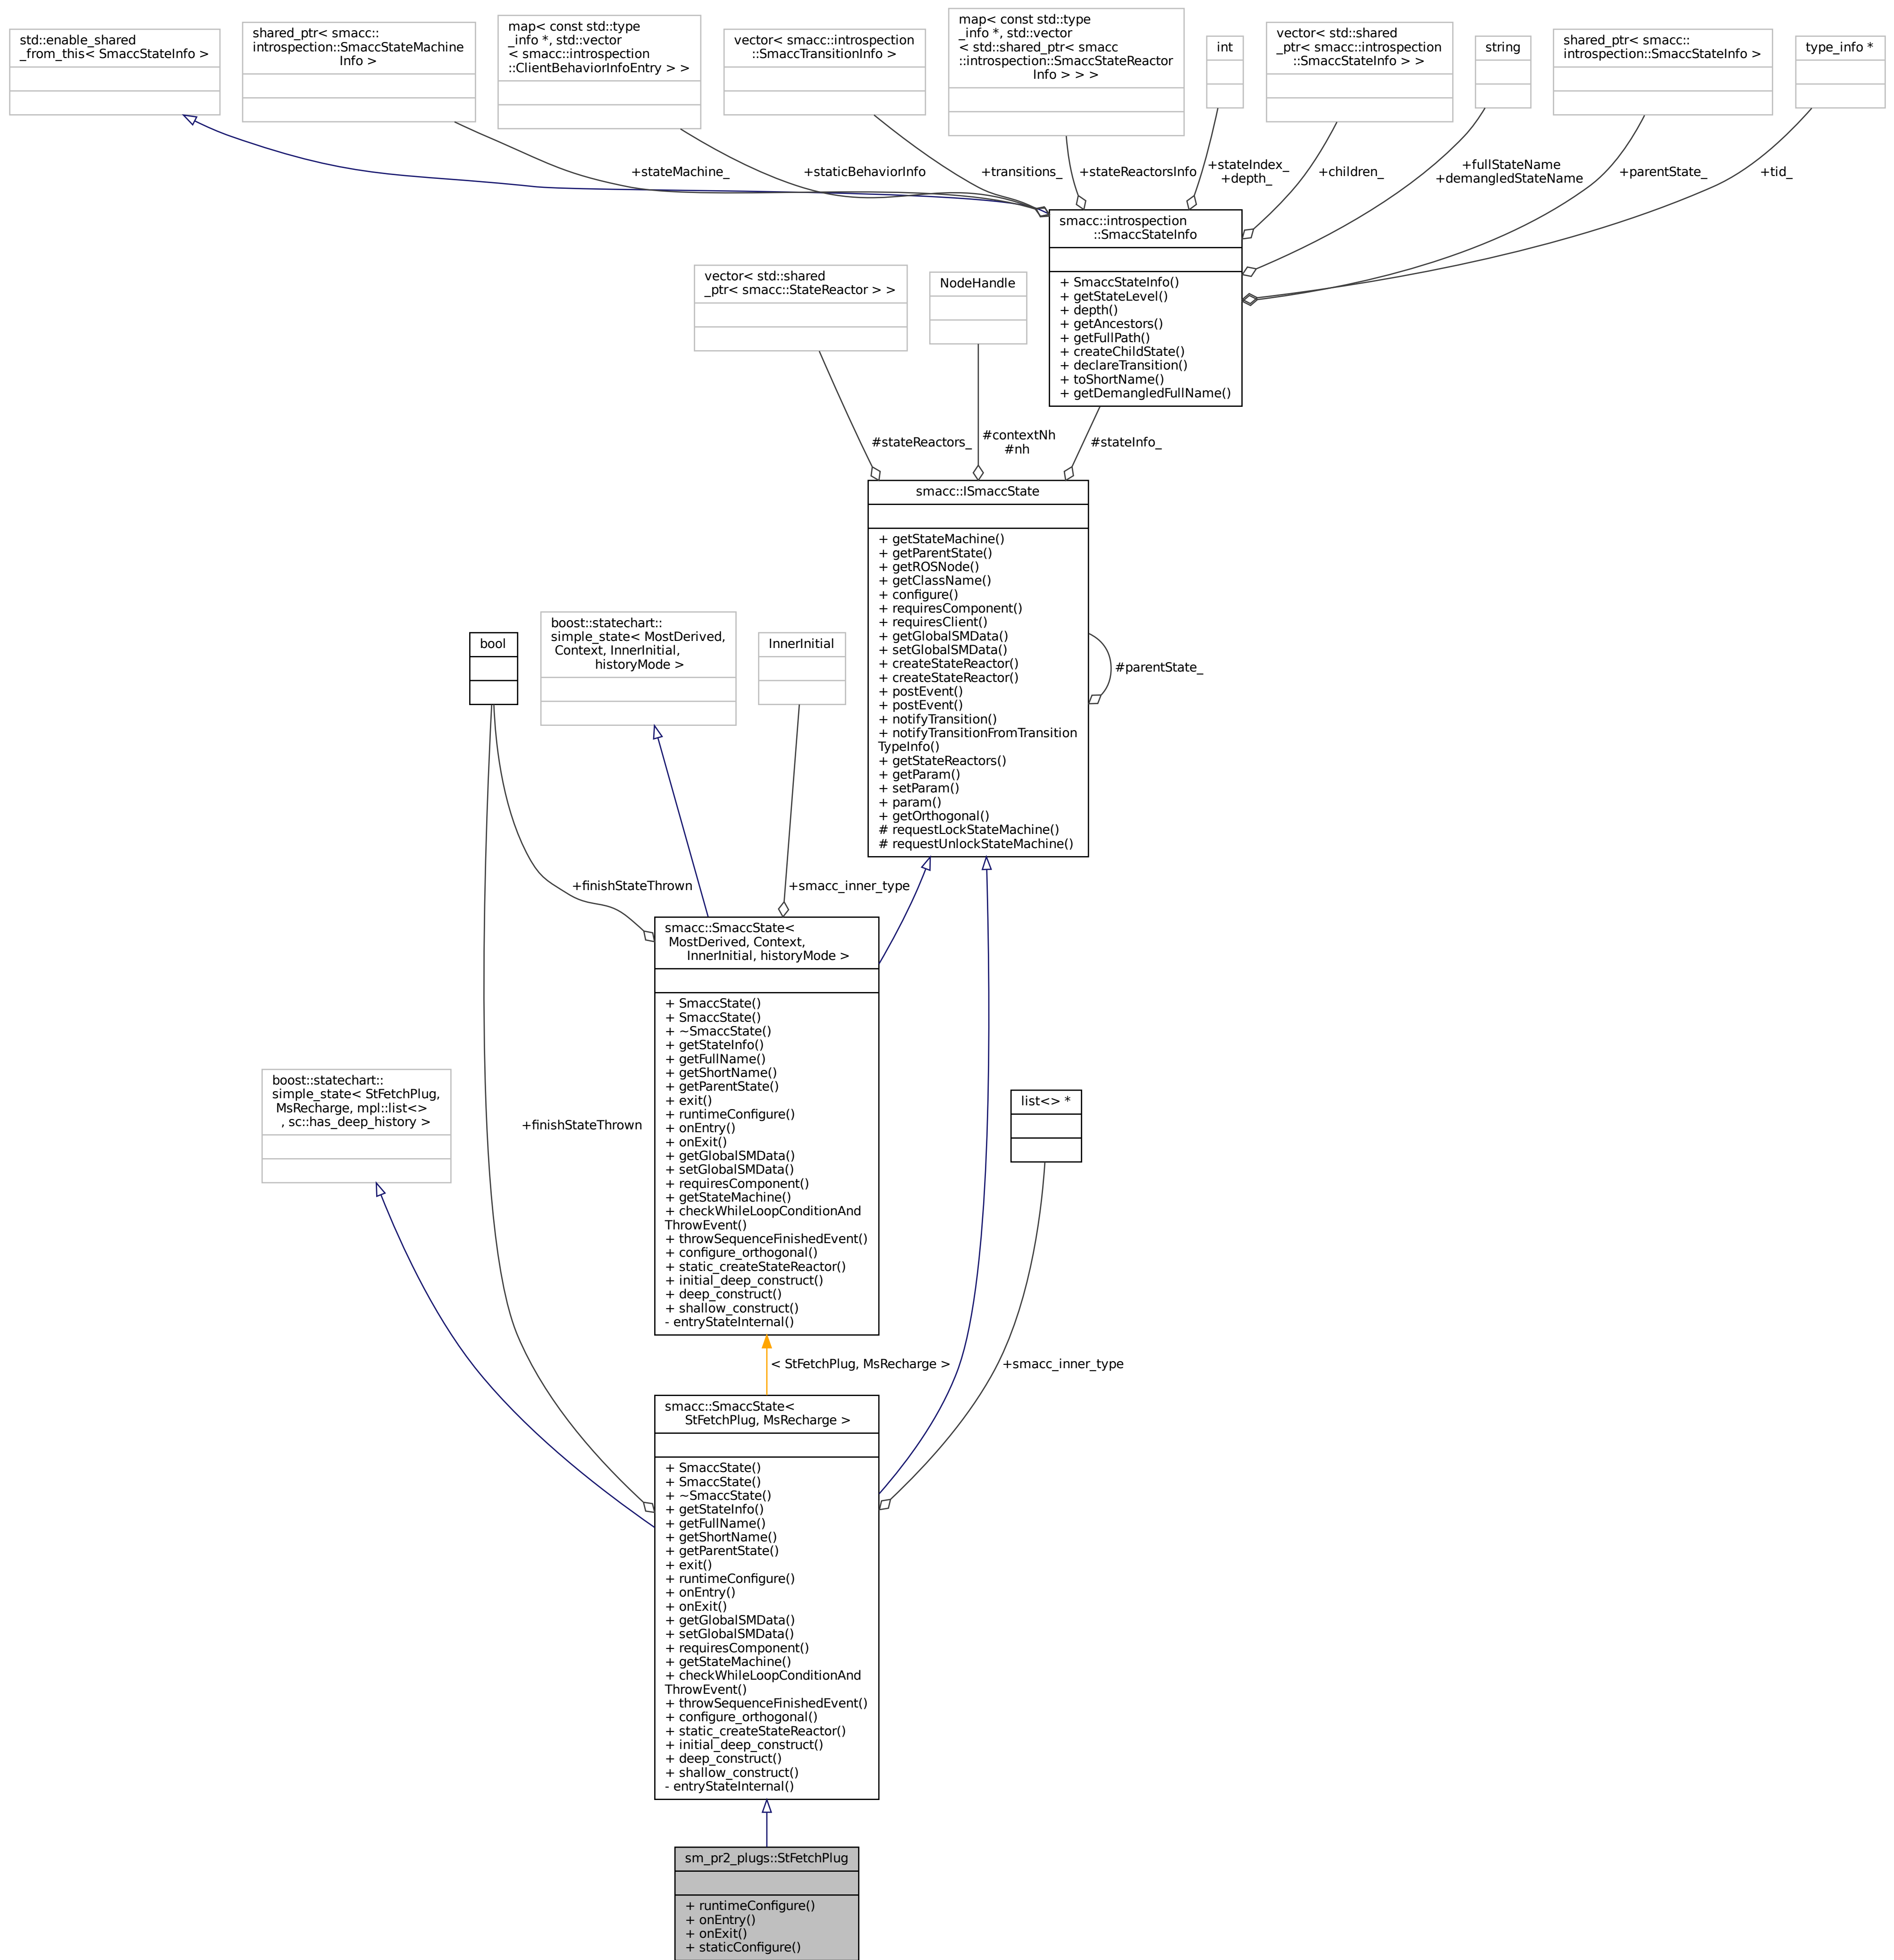 std::enable_shared
_from_this< SmaccStateInfo >
shared_ptr< smacc::
introspection::SmaccStateMachine
Info >
map< const std::type
_info *, std::vector
< smacc::introspection
::ClientBehaviorInfoEntry > >
vector< smacc::introspection
::SmaccTransitionInfo >
map< const std::type
_info *, std::vector
< std::shared_ptr< smacc
::introspection::SmaccStateReactor
Info > > >
int
vector< std::shared
_ptr< smacc::introspection
::SmaccStateInfo > >
string
shared_ptr< smacc::
introspection::SmaccStateInfo >
type_info *
+stateMachine_
+staticBehaviorInfo
+transitions_
+stateReactorsInfo
+stateIndex_
+depth_
+children_
+fullStateName
+demangledStateName
+parentState_
+tid_
smacc::introspection
::SmaccStateInfo
+ SmaccStateInfo()
+ getStateLevel()
+ depth()
+ getAncestors()
+ getFullPath()
+ createChildState()
+ declareTransition()
+ toShortName()
+ getDemangledFullName()
vector< std::shared
_ptr< smacc::StateReactor > >
NodeHandle
#stateReactors_
#contextNh
#nh
#stateInfo_
smacc::ISmaccState
+ getStateMachine()
+ getParentState()
+ getROSNode()
+ getClassName()
+ configure()
+ requiresComponent()
+ requiresClient()
+ getGlobalSMData()
+ setGlobalSMData()
+ createStateReactor()
+ createStateReactor()
+ postEvent()
+ postEvent()
+ notifyTransition()
+ notifyTransitionFromTransition
TypeInfo()
+ getStateReactors()
+ getParam()
+ setParam()
+ param()
+ getOrthogonal()
# requestLockStateMachine()
# requestUnlockStateMachine()
#parentState_
bool
boost::statechart::
simple_state< MostDerived,
Context, InnerInitial,
historyMode >
InnerInitial
+finishStateThrown
+smacc_inner_type
smacc::SmaccState<
MostDerived, Context,
InnerInitial, historyMode >
+ SmaccState()
+ SmaccState()
+ ~SmaccState()
+ getStateInfo()
+ getFullName()
+ getShortName()
+ getParentState()
+ exit()
+ runtimeConfigure()
+ onEntry()
+ onExit()
+ getGlobalSMData()
+ setGlobalSMData()
+ requiresComponent()
+ getStateMachine()
+ checkWhileLoopConditionAnd
ThrowEvent()
+ throwSequenceFinishedEvent()
+ configure_orthogonal()
+ static_createStateReactor()
+ initial_deep_construct()
+ deep_construct()
+ shallow_construct()
- entryStateInternal()
boost::statechart::
simple_state< StFetchPlug,
MsRecharge, mpl::list<>
, sc::has_deep_history >
+finishStateThrown
list<> *
< StFetchPlug, MsRecharge >
+smacc_inner_type
smacc::SmaccState<
StFetchPlug, MsRecharge >
+ SmaccState()
+ SmaccState()
+ ~SmaccState()
+ getStateInfo()
+ getFullName()
+ getShortName()
+ getParentState()
+ exit()
+ runtimeConfigure()
+ onEntry()
+ onExit()
+ getGlobalSMData()
+ setGlobalSMData()
+ requiresComponent()
+ getStateMachine()
+ checkWhileLoopConditionAnd
ThrowEvent()
+ throwSequenceFinishedEvent()
+ configure_orthogonal()
+ static_createStateReactor()
+ initial_deep_construct()
+ deep_construct()
+ shallow_construct()
- entryStateInternal()
sm_pr2_plugs::StFetchPlug
+ runtimeConfigure()
+ onEntry()
+ onExit()
+ staticConfigure()